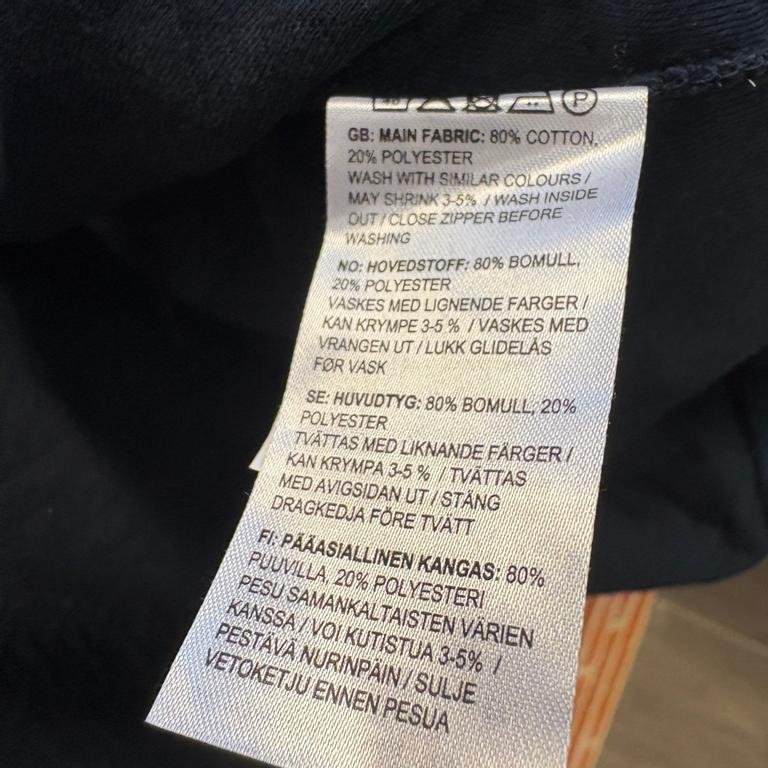 40 P
GB: MAIN FABRIC: 80% COTTON,
20% POLYESTER
WASH WITH SIMILAR COLOURS /
MAY SHRINK 3-5% / WASH INSIDE
OUT / CLOSE ZIPPER BEFORE
WASHING
NO: HOVEDSTOFF: 80% BOMULL,
20% POLYESTER
VASKES MED LIGNENDE FARGER /
KAN KRYMPE 3-5 % / VASKES MED
VRANGEN UT / LUKK GLIDELÅS
FØR VASK
SE: HUVUDTYG: 80% BOMULL, 20%
POLYESTER
TVÄTTAS MED LIKNANDE FÄRGER /
KAN KRYMPA 3-5 % / TVÄTTAS
MED AVIGSIDAN UT / STÄNG
DRAGKEDJA FÖRE TVÄTT
FI: PÄÄASIALLINEN KANGAS: 80%
PUUVILLA, 20% POLYESTERI
PESU SAMANKALTAISTEN VÄRIEN
KANSSA / VOI KUTISTUA 3-5% /
PESTÄVÄ NURINPÄIN / SULJE
VETOKETJU ENNEN PESUA